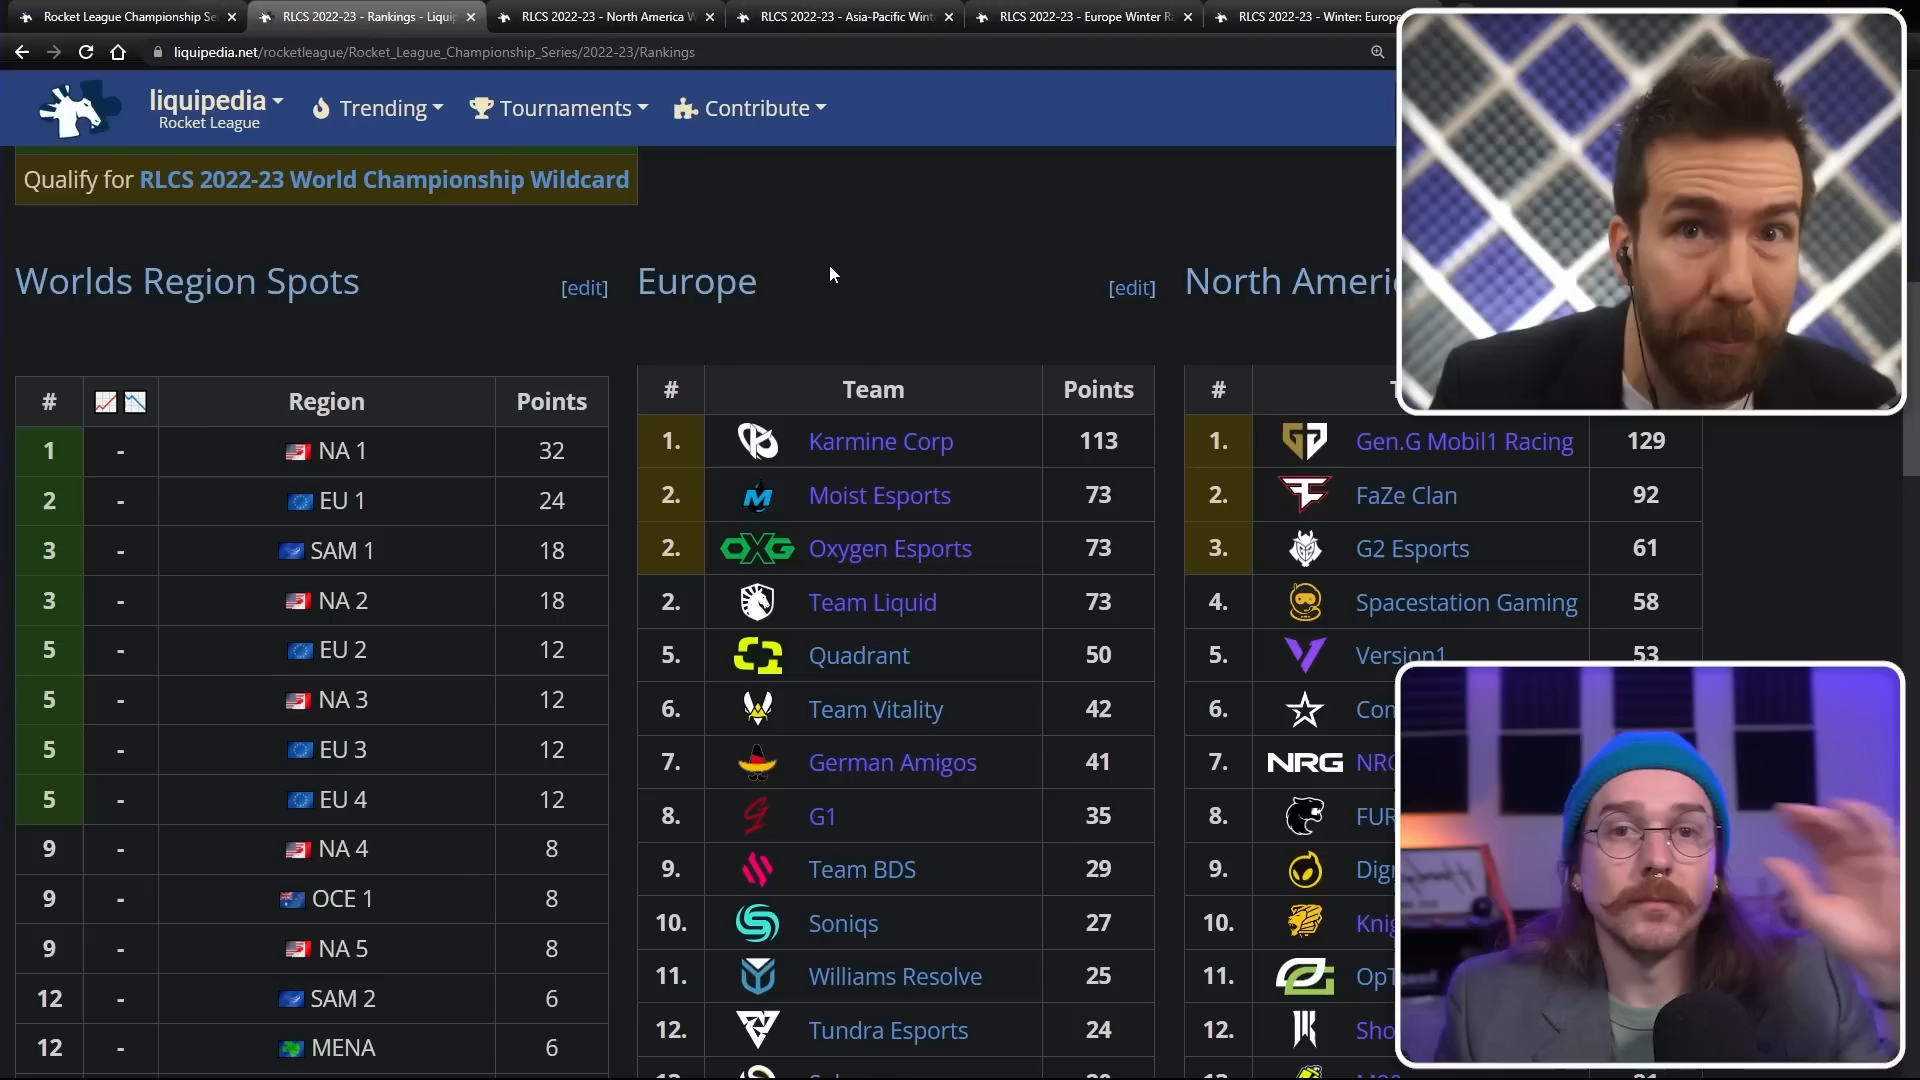 Rocket League Championship Se
RLCS 2022-23 - Rankings - Liquip
RLCS 2022-23 - North America W
RLCS 2022-23 - Asia-Pacific Wint
RLCS 2022-23 - Europe Winter R
RLCS 2022-23 - Winter: Europe
liquipedia.net/rocketleague/Rocket_League_Championship_Series/2022-23/Rankings
liquipedia
Rocket League
Trending
Tournaments
Contribute
Qualify for RLCS 2022-23 World Championship Wildcard
Worlds Region Spots [edit]
# Region Points
1 - NA 1 32
2 - EU 1 24
3 - SAM 1 18
3 - NA 2 18
5 - EU 2 12
5 - NA 3 12
5 - EU 3 12
5 - EU 4 12
9 - NA 4 8
9 - OCE 1 8
9 - NA 5 8
12 - SAM 2 6
12 - MENA 6
Europe [edit]
# Team Points
1. Karmine Corp 113
2. Moist Esports 73
2. OXG Oxygen Esports 73
2. Team Liquid 73
5. Quadrant 50
6. Team Vitality 42
7. German Amigos 41
8. G1 35
9. Team BDS 29
10. Soniqs 27
11. Williams Resolve 25
12. Tundra Esports 24
North Ameri
# T
1. Gen.G Mobil1 Racing 129
2. FaZe Clan 92
3. G2 Esports 61
4. Spacestation Gaming 58
5. Version1 53
6. Con
7. NRG NRG
8. FUR
9. Dig
10. Knig
11. OpT
12. Sho